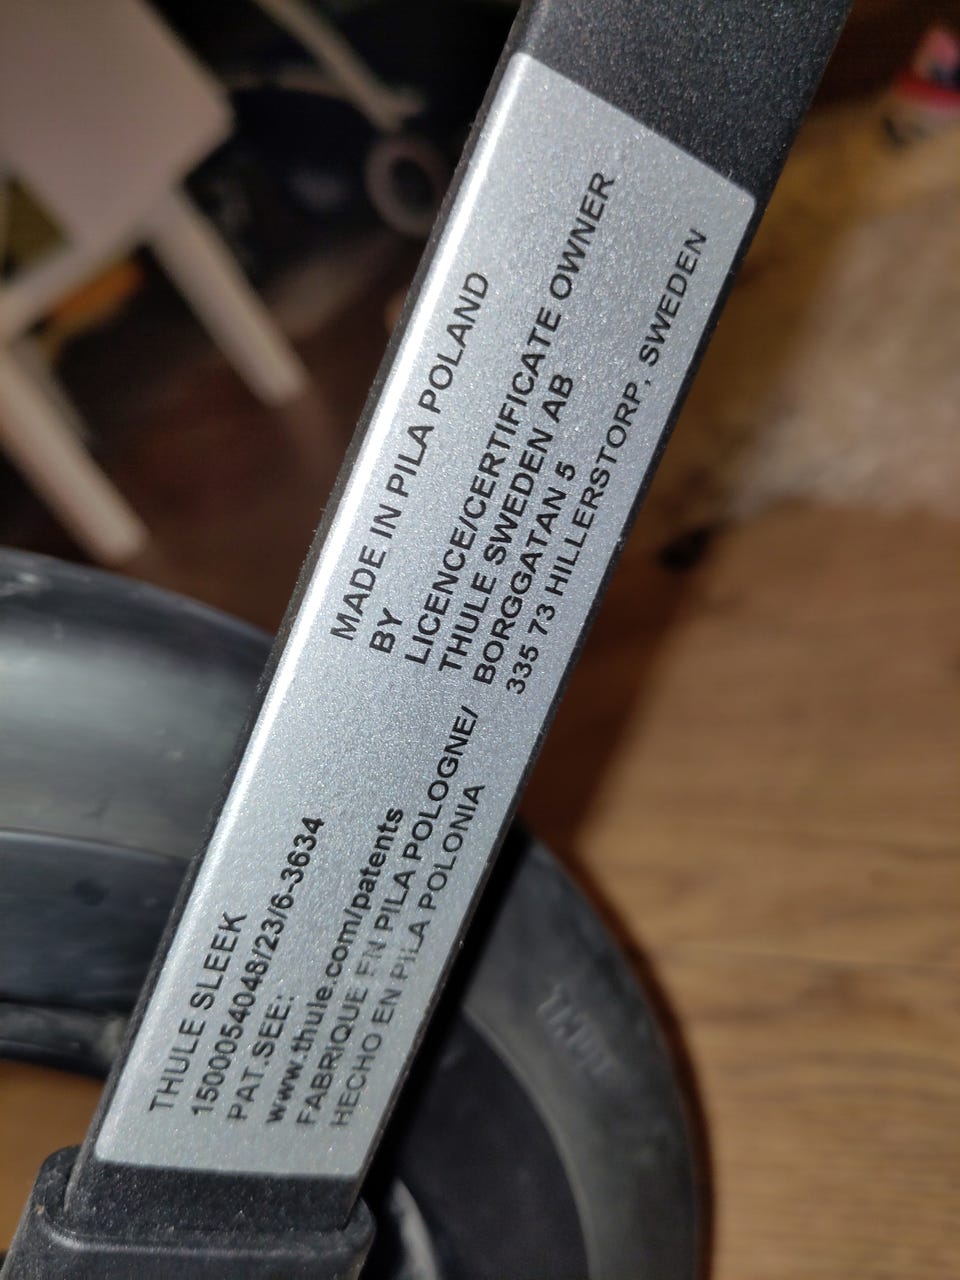 THULE SLEEK
1500054048/23/6-3634
PAT.SEE:
www.thule.com/patents
FABRIQUE EN PILA POLOGNE/
HECHO EN PILA POLONIA
MADE IN PILA POLAND
BY
LICENCE/CERTIFICATE OWNER
THULE SWEDEN AB
BORGGATAN 5
335 73 HILLERSTORP, SWEDEN
THULE